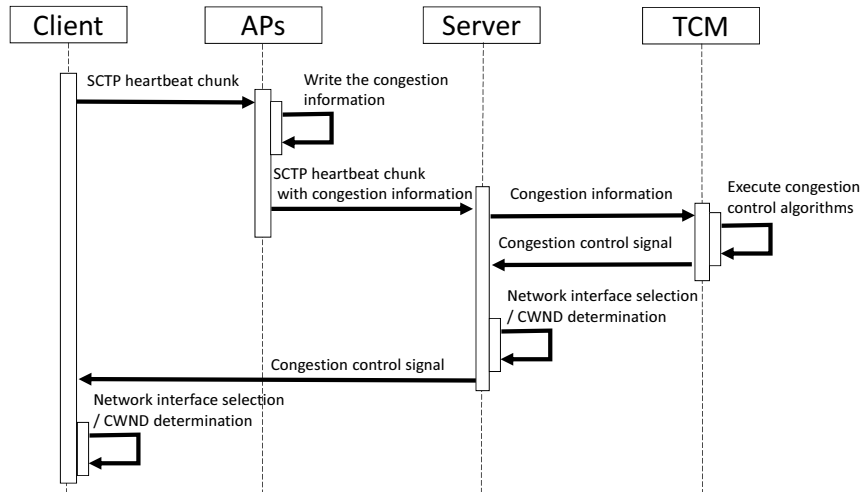 Client
APs
Server
TCM
SCTP heartbeat chunk
Write the congestion
information
SCTP heartbeat chunk
with congestion information
Congestion information
Execute congestion
control algorithms
Congestion control signal
Network interface selection
/ CWND determination
Congestion control signal
Network interface selection
/ CWND determination